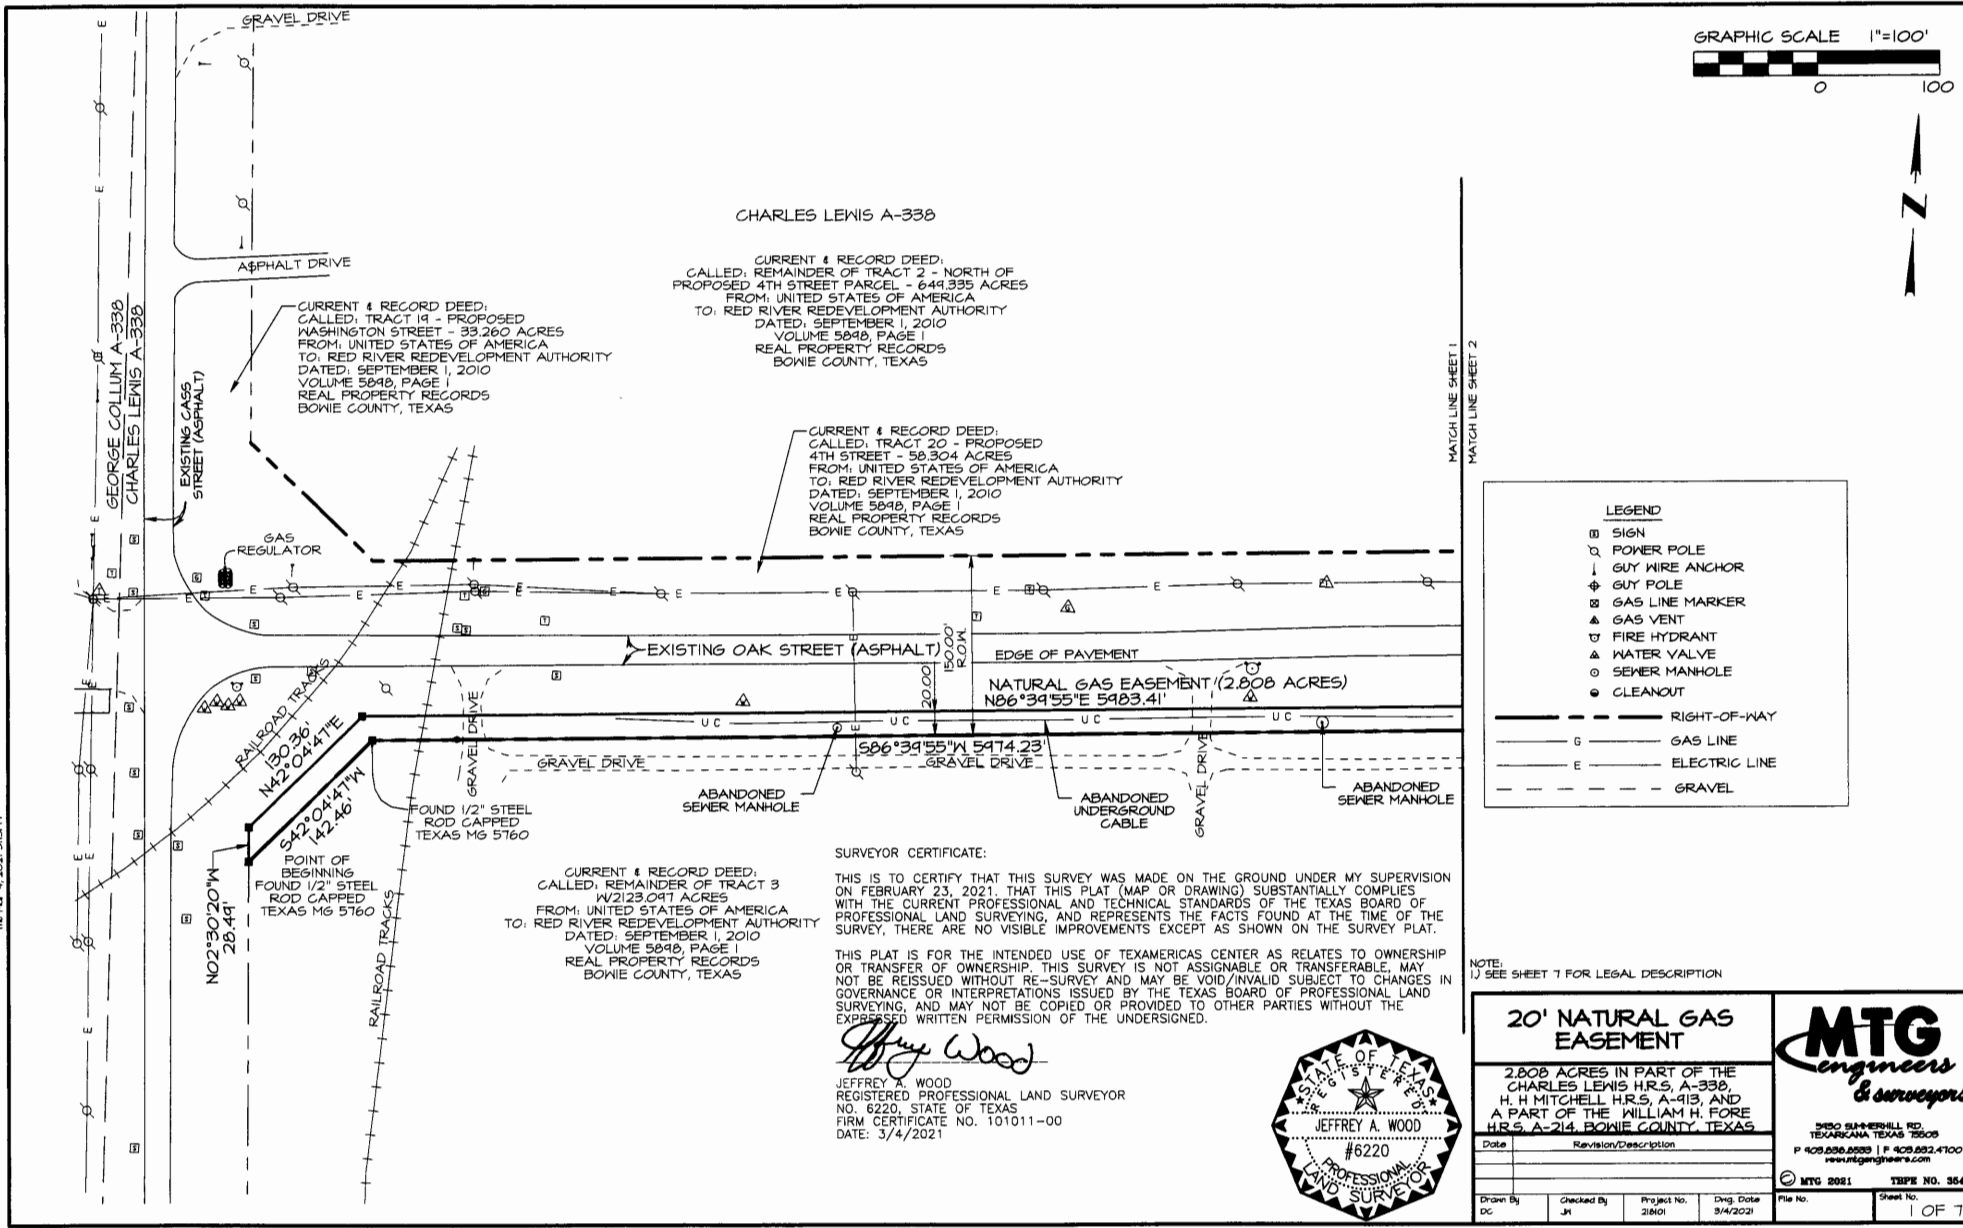 GRAVEL DRIVE
GRAPHIC SCALE 1"=100'
0 100
N
CHARLES LEWIS A-338
CURRENT & RECORD DEED:
CALLED: REMAINDER OF TRACT 2 - NORTH OF
PROPOSED 4TH STREET PARCEL - 649.335 ACRES
FROM: UNITED STATES OF AMERICA
TO: RED RIVER REDEVELOPMENT AUTHORITY
DATED: SEPTEMBER 1, 2010
VOLUME 5898, PAGE 1
REAL PROPERTY RECORDS
BOWIE COUNTY, TEXAS
ASPHALT DRIVE
CURRENT & RECORD DEED:
CALLED: TRACT 19 - PROPOSED
WASHINGTON STREET - 33.260 ACRES
FROM: UNITED STATES OF AMERICA
TO: RED RIVER REDEVELOPMENT AUTHORITY
DATED: SEPTEMBER 1, 2010
VOLUME 5898, PAGE 1
REAL PROPERTY RECORDS
BOWIE COUNTY, TEXAS
GEORGE COLLUM A-338
CHARLES LEWIS A-338
EXISTING CASS
STREET (ASPHALT)
CURRENT & RECORD DEED:
CALLED: TRACT 20 - PROPOSED
4TH STREET - 58.304 ACRES
FROM: UNITED STATES OF AMERICA
TO: RED RIVER REDEVELOPMENT AUTHORITY
DATED: SEPTEMBER 1, 2010
VOLUME 5898, PAGE 1
REAL PROPERTY RECORDS
BOWIE COUNTY, TEXAS
MATCH LINE SHEET 1
MATCH LINE SHEET 2
LEGEND
SIGN
POWER POLE
GUY WIRE ANCHOR
GUY POLE
GAS LINE MARKER
GAS VENT
FIRE HYDRANT
WATER VALVE
SEWER MANHOLE
CLEANOUT
RIGHT-OF-WAY
G GAS LINE
E ELECTRIC LINE
GRAVEL
GAS
REGULATOR
EXISTING OAK STREET (ASPHALT)
150.00'
R.O.W.
20.00'
EDGE OF PAVEMENT
NATURAL GAS EASEMENT (2.808 ACRES)
N86°39'55"E 5983.41'
UC UC UC UC
S86°39'55"W 5974.23'
RAILROAD TRACKS
130.36'
N42°04'47"E
S42°04'47"W
142.46'
GRAVEL DRIVE
GRAVEL DRIVE
GRAVEL DRIVE
GRAVEL DRIVE
FOUND 1/2" STEEL
ROD CAPPED
TEXAS MG 5760
ABANDONED
SEWER MANHOLE
ABANDONED
UNDERGROUND
CABLE
ABANDONED
SEWER MANHOLE
POINT OF
BEGINNING
FOUND 1/2" STEEL
ROD CAPPED
TEXAS MG 5760
N02°30'20"W
28.49'
RAILROAD TRACKS
CURRENT & RECORD DEED:
CALLED: REMAINDER OF TRACT 3
W/2123.097 ACRES
FROM: UNITED STATES OF AMERICA
TO: RED RIVER REDEVELOPMENT AUTHORITY
DATED: SEPTEMBER 1, 2010
VOLUME 5898, PAGE 1
REAL PROPERTY RECORDS
BOWIE COUNTY, TEXAS
SURVEYOR CERTIFICATE:
THIS IS TO CERTIFY THAT THIS SURVEY WAS MADE ON THE GROUND UNDER MY SUPERVISION
ON FEBRUARY 23, 2021. THAT THIS PLAT (MAP OR DRAWING) SUBSTANTIALLY COMPLIES
WITH THE CURRENT PROFESSIONAL AND TECHNICAL STANDARDS OF THE TEXAS BOARD OF
PROFESSIONAL LAND SURVEYING, AND REPRESENTS THE FACTS FOUND AT THE TIME OF THE
SURVEY, THERE ARE NO VISIBLE IMPROVEMENTS EXCEPT AS SHOWN ON THE SURVEY PLAT.
THIS PLAT IS FOR THE INTENDED USE OF TEXAMERICAS CENTER AS RELATES TO OWNERSHIP
OR TRANSFER OF OWNERSHIP. THIS SURVEY IS NOT ASSIGNABLE OR TRANSFERABLE, MAY
NOT BE REISSUED WITHOUT RE-SURVEY AND MAY BE VOID/INVALID SUBJECT TO CHANGES IN
GOVERNANCE OR INTERPRETATIONS ISSUED BY THE TEXAS BOARD OF PROFESSIONAL LAND
SURVEYING, AND MAY NOT BE COPIED OR PROVIDED TO OTHER PARTIES WITHOUT THE
EXPRESSED WRITTEN PERMISSION OF THE UNDERSIGNED.
Jeffrey Wood
JEFFREY A. WOOD
REGISTERED PROFESSIONAL LAND SURVEYOR
NO. 6220, STATE OF TEXAS
FIRM CERTIFICATE NO. 101011-00
DATE: 3/4/2021
STATE OF TEXAS
REGISTERED
JEFFREY A. WOOD
#6220
PROFESSIONAL
LAND SURVEYOR
NOTE:
1.) SEE SHEET 7 FOR LEGAL DESCRIPTION
20' NATURAL GAS
EASEMENT
2.808 ACRES IN PART OF THE
CHARLES LEWIS H.R.S, A-338,
H. H MITCHELL H.R.S, A-913, AND
A PART OF THE WILLIAM H. FORE
H.R.S. A-214, BOWIE COUNTY, TEXAS
Date Revision/Description
Drawn By Checked By Project No. Dwg. Date
DC JH 218101 3/4/2021
MTG
engineers
& surveyors
5930 SUMMERHILL RD.
TEXARKANA TEXAS 75503
P 903.838.8533 | F 903.832.4700
www.mtgengineers.com
© MTG 2021 TBPE NO. 354
File No. Sheet No.
1 OF 7